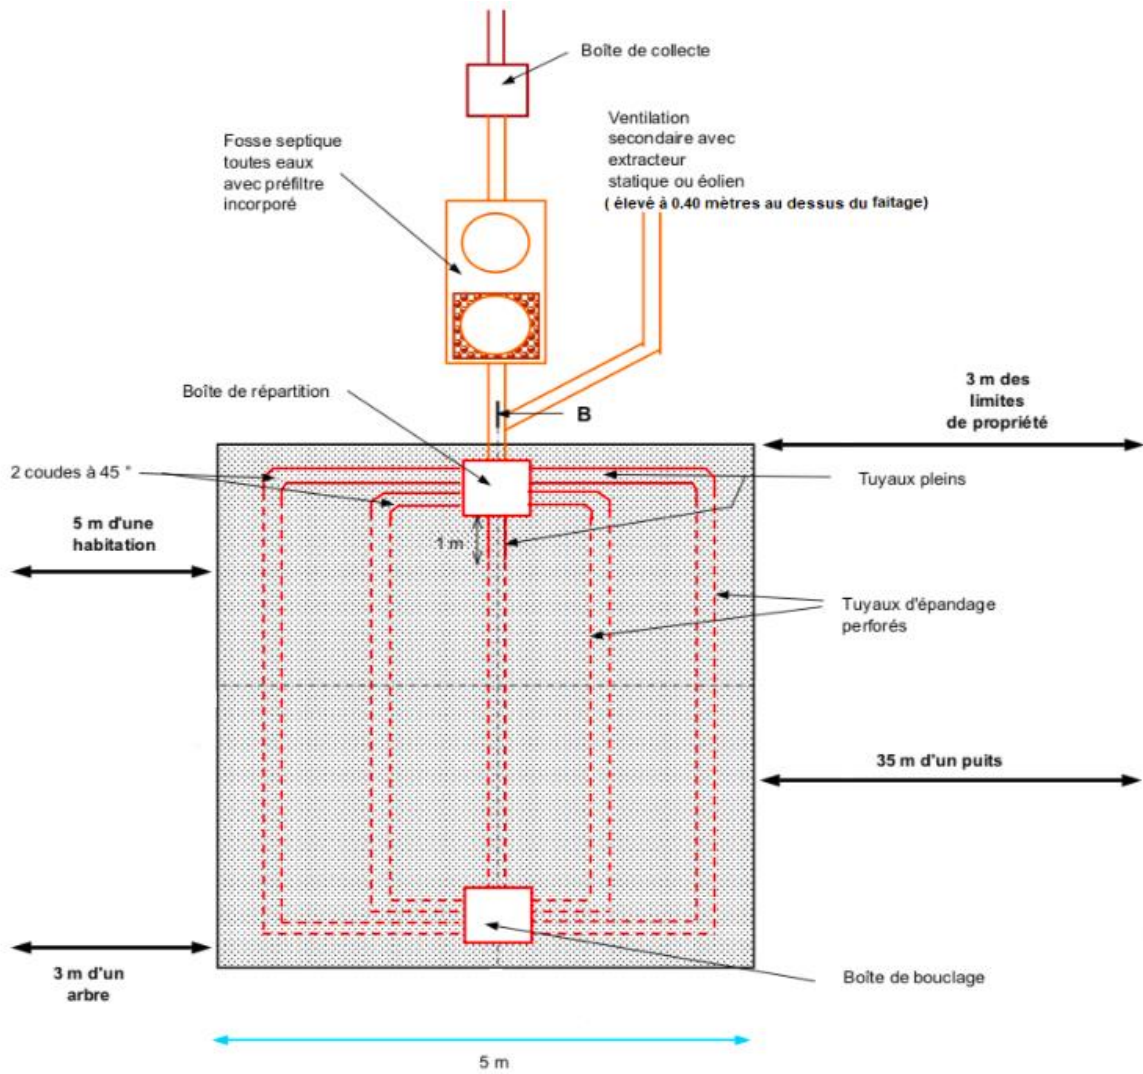 Boîte de collecte
Ventilation
secondaire avec
extracteur
statique ou éolien
( élevé à 0.40 mètres au dessus du faitage)
Fosse septique
toutes eaux
avec préfiltre
incorporé
Boîte de répartition
B
3 m des
limites
de propriété
2 coudes à 45 °
Tuyaux pleins
5 m d'une
habitation
1 m
Tuyaux d'épandage
perforés
35 m d'un puits
3 m d'un
arbre
Boîte de bouclage
5 m